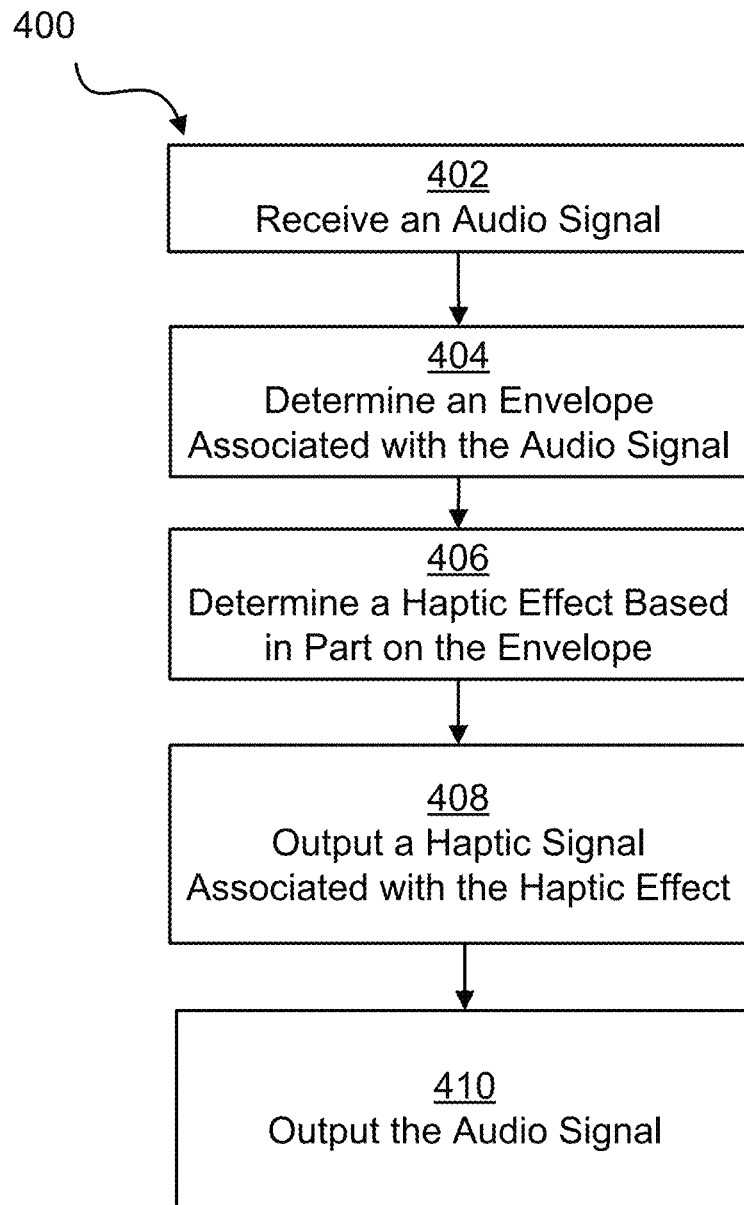 400
402
Receive an Audio Signal
404
Determine an Envelope
Associated with the Audio Signal
406
Determine a Haptic Effect Based
in Part on the Envelope
408
Output a Haptic Signal
Associated with the Haptic Effect
410
Output the Audio Signal